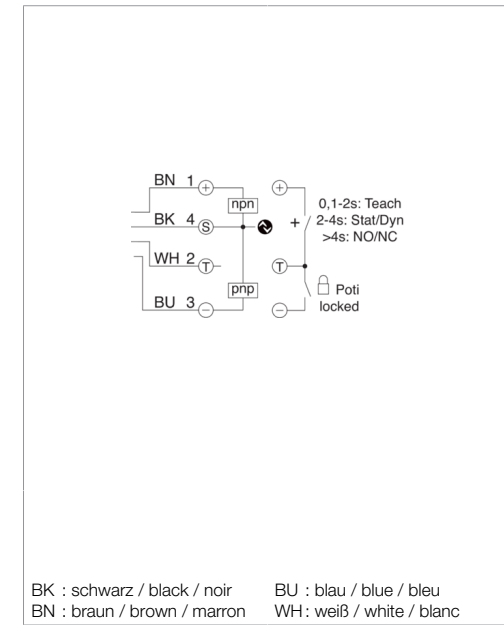 BN 1 +
npn
+
0,1-2s: Teach
BK 4 S
+ 2-4s: Stat/Dyn
>4s: NO/NC
WH 2 T
T
pnp
Poti
BU 3 –
–
locked
BK : schwarz / black / noir
BU : blau / blue / bleu
BN : braun / brown / marron
WH : weiß / white / blanc